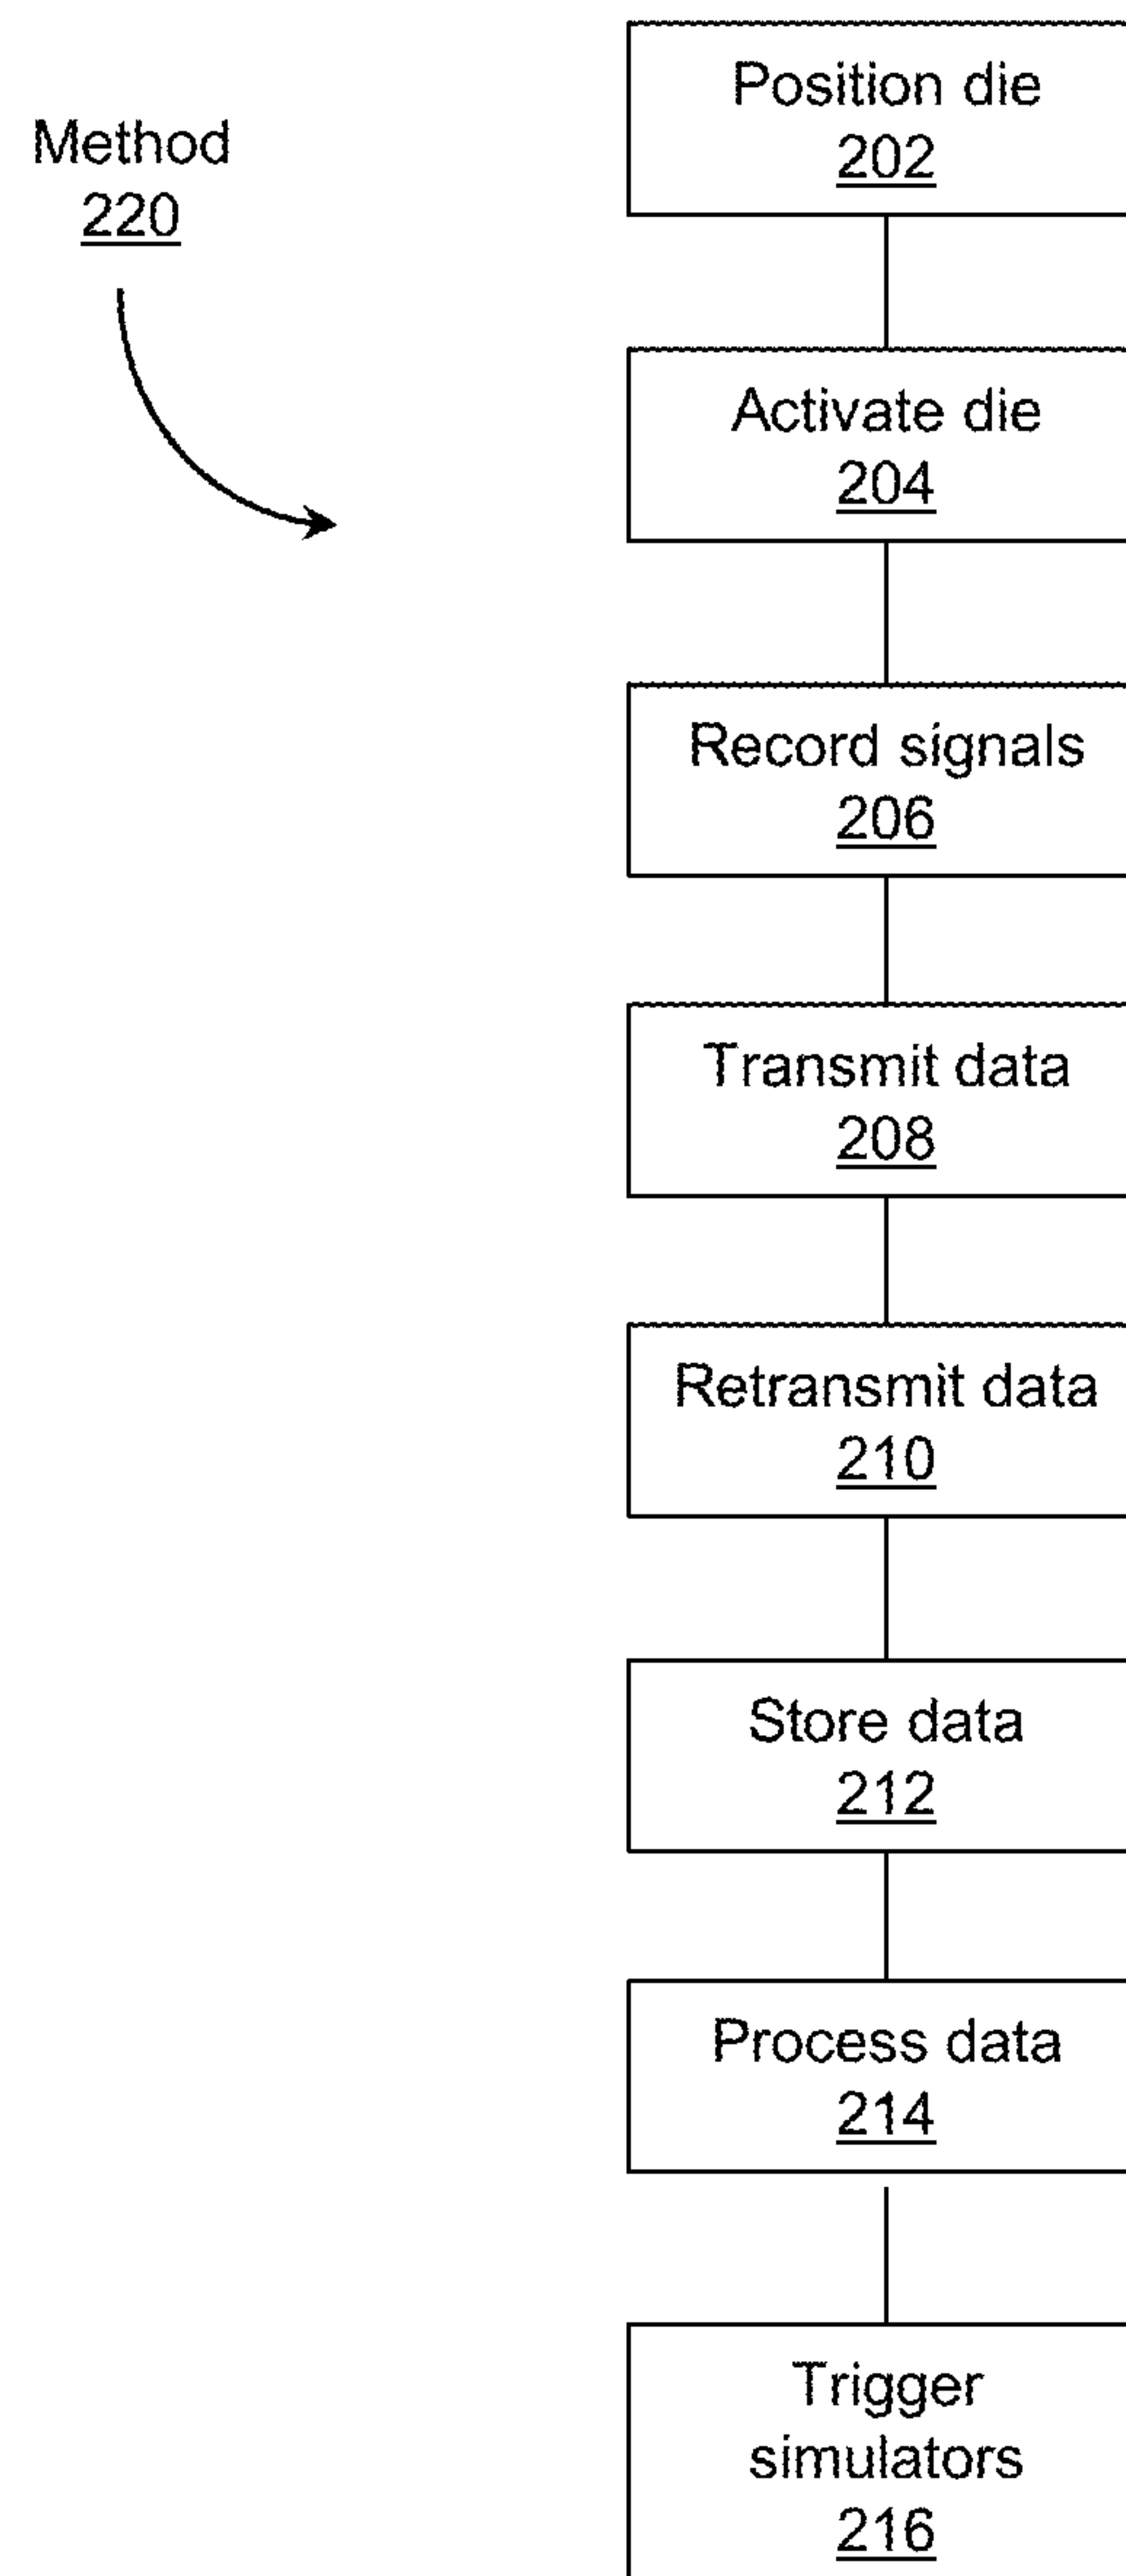 Method
220
Position die
202
Activate die
204
Record signals
206
Transmit data
208
Retransmit data
210
Store data
212
Process data
214
Trigger
simulators
216